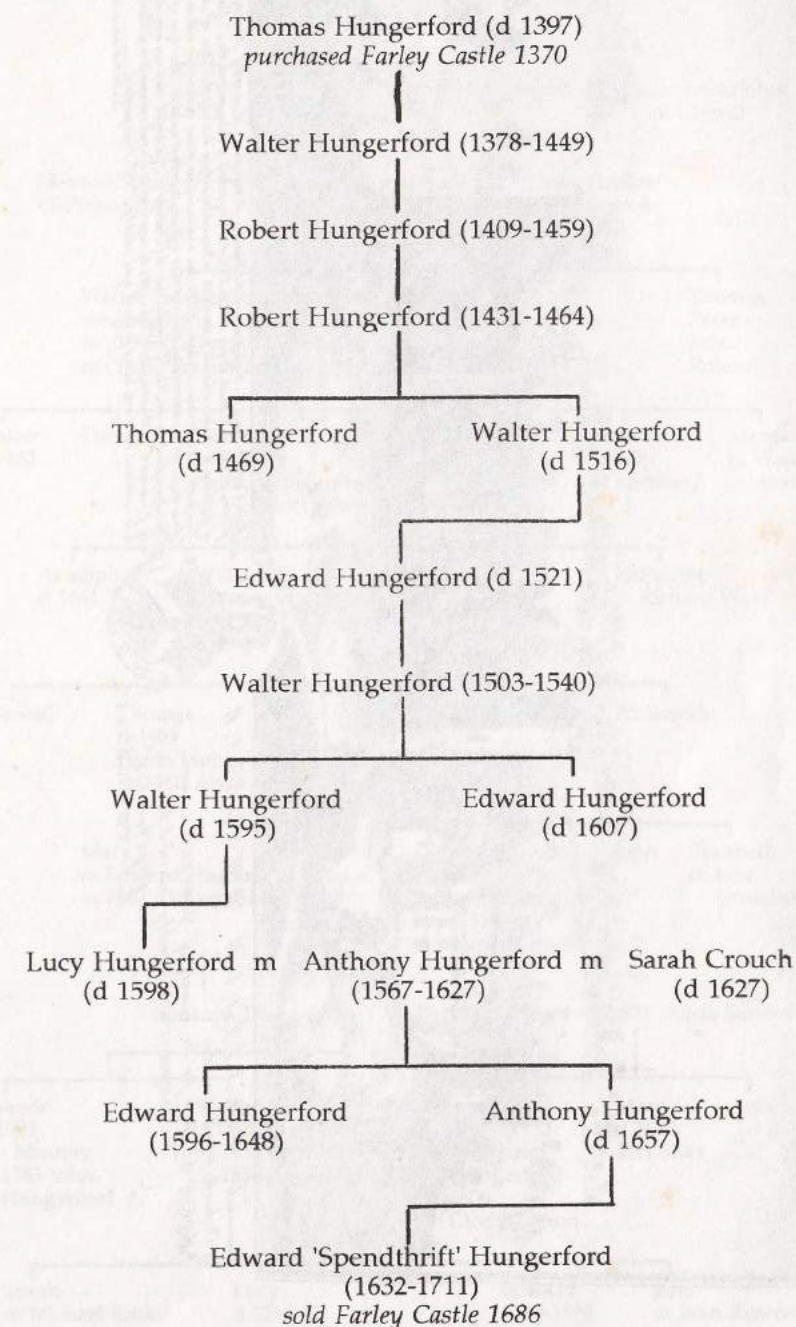 Thomas Hungerford (d 1397)
purchased Farley Castle 1370
Walter Hungerford (1378-1449)
Robert Hungerford (1409-1459)
Robert Hungerford (1431-1464)
Thomas Hungerford
(d 1469)
Walter Hungerford
(d 1516)
Edward Hungerford (d 1521)
Walter Hungerford (1503-1540)
Walter Hungerford
(d 1595)
Edward Hungerford
(d 1607)
Lucy Hungerford m Anthony Hungerford m Sarah Crouch
(d 1598) (1567-1627) (d 1627)
Edward Hungerford
(1596-1648)
Anthony Hungerford
(d 1657)
Edward 'Spendthrift' Hungerford
(1632-1711)
sold Farley Castle 1686